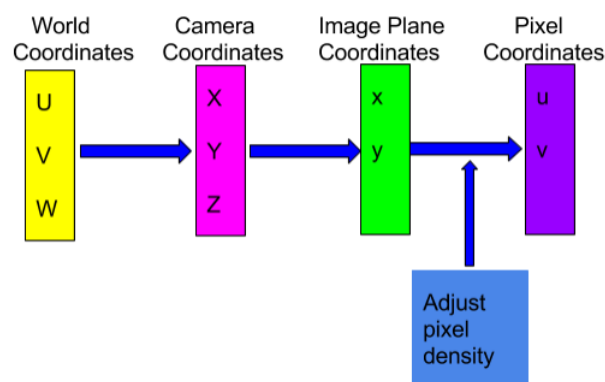 World
Coordinates
Camera
Coordinates
Image Plane
Coordinates
Pixel
Coordinates
U
V
W
X
Y
Z
x
y
u
v
Adjust
pixel
density